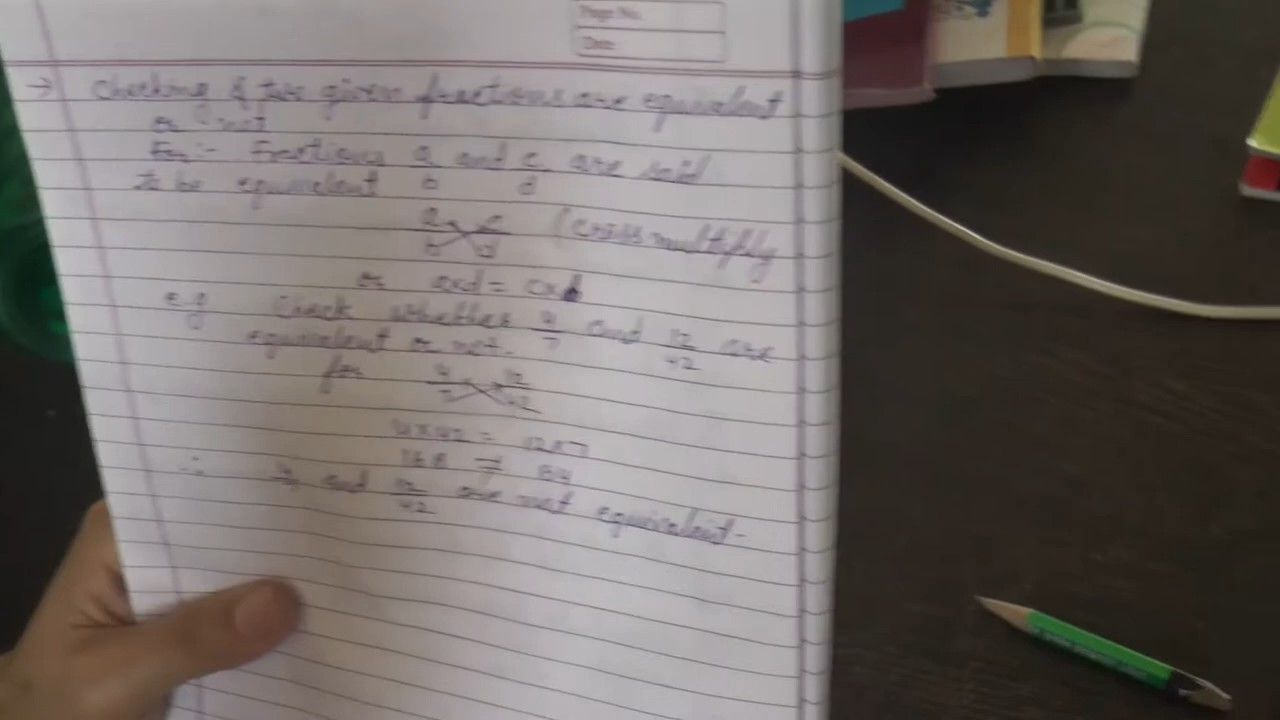 Page No.
Date
→ Checking if two given fractions are equivalent
or not
Fractions a/b and c/d are said
to be equivalent
a/b c/d (cross multiply
or axd = cxb
e.g Check whether 4/7 and 12/42 are
equivalent or not.
for 4/7 12/42
4x42 = 12x7
168 ≠ 84
∴ 4/7 and 12/42 are not equivalent.